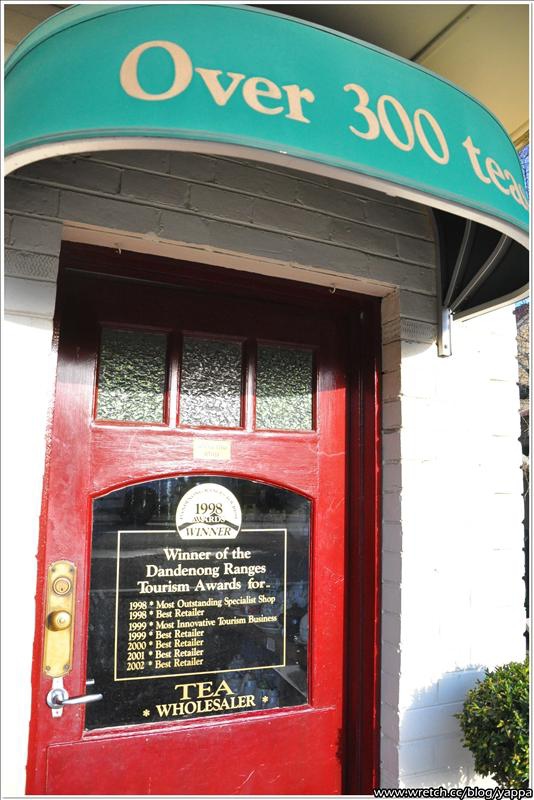 Over 300 teas
1998
AWARDS
WINNER
Winner of the
Dandenong Ranges
Tourism Awards for-
1998 * Most Outstanding Specialist Shop
1998 * Best Retailer
1999 * Most Innovative Tourism Business
1999 * Best Retailer
2000 * Best Retailer
2001 * Best Retailer
2002 * Best Retailer
TEA
* WHOLESALER *
www.wretch.cc/blog/yappa